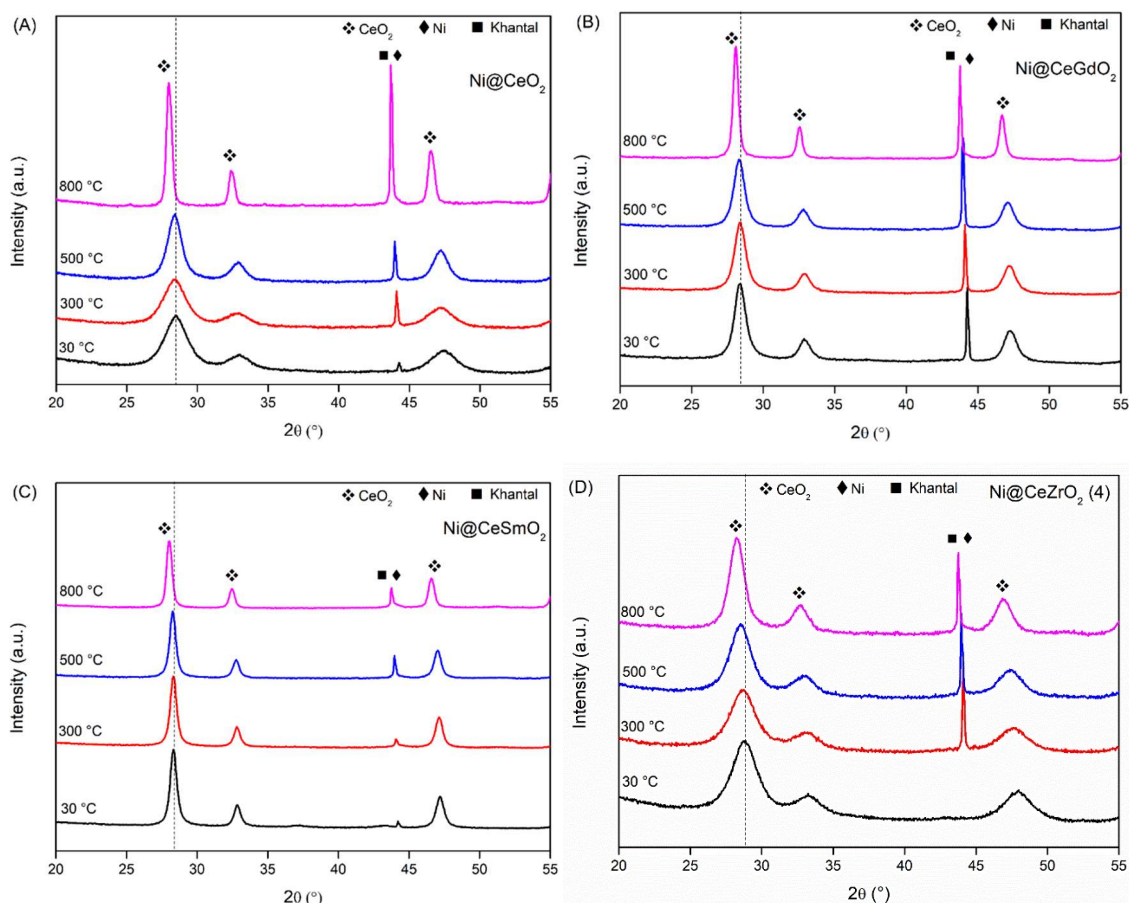 (A)
❖ CeO2 ♦ Ni ■ Khantal
Ni@CeO2
800 °C
500 °C
300 °C
30 °C
Intensity (a.u.)
20 25 30 35 40 45 50 55
2θ (°)
(B)
❖ CeO2 ♦ Ni ■ Khantal
Ni@CeGdO2
800 °C
500 °C
300 °C
30 °C
Intensity (a.u.)
20 25 30 35 40 45 50 55
2θ (°)
(C)
❖ CeO2 ♦ Ni ■ Khantal
Ni@CeSmO2
800 °C
500 °C
300 °C
30 °C
Intensity (a.u.)
20 25 30 35 40 45 50 55
2θ (°)
(D)
❖ CeO2 ♦ Ni ■ Khantal
Ni@CeZrO2 (4)
800 °C
500 °C
300 °C
30 °C
Intensity (a.u.)
20 25 30 35 40 45 50 55
2θ (°)